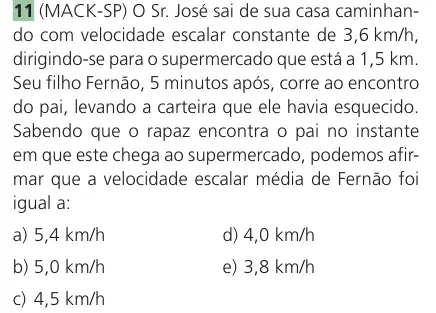 11 (MACK-SP) O Sr. José sai de sua casa caminhan-
do com velocidade escalar constante de 3,6 km/h,
dirigindo-se para o supermercado que está a 1,5 km.
Seu filho Fernão, 5 minutos após, corre ao encontro
do pai, levando a carteira que ele havia esquecido.
Sabendo que o rapaz encontra o pai no instante
em que este chega ao supermercado, podemos afir-
mar que a velocidade escalar média de Fernão foi
igual a:
a) 5,4 km/h d) 4,0 km/h
b) 5,0 km/h e) 3,8 km/h
c) 4,5 km/h